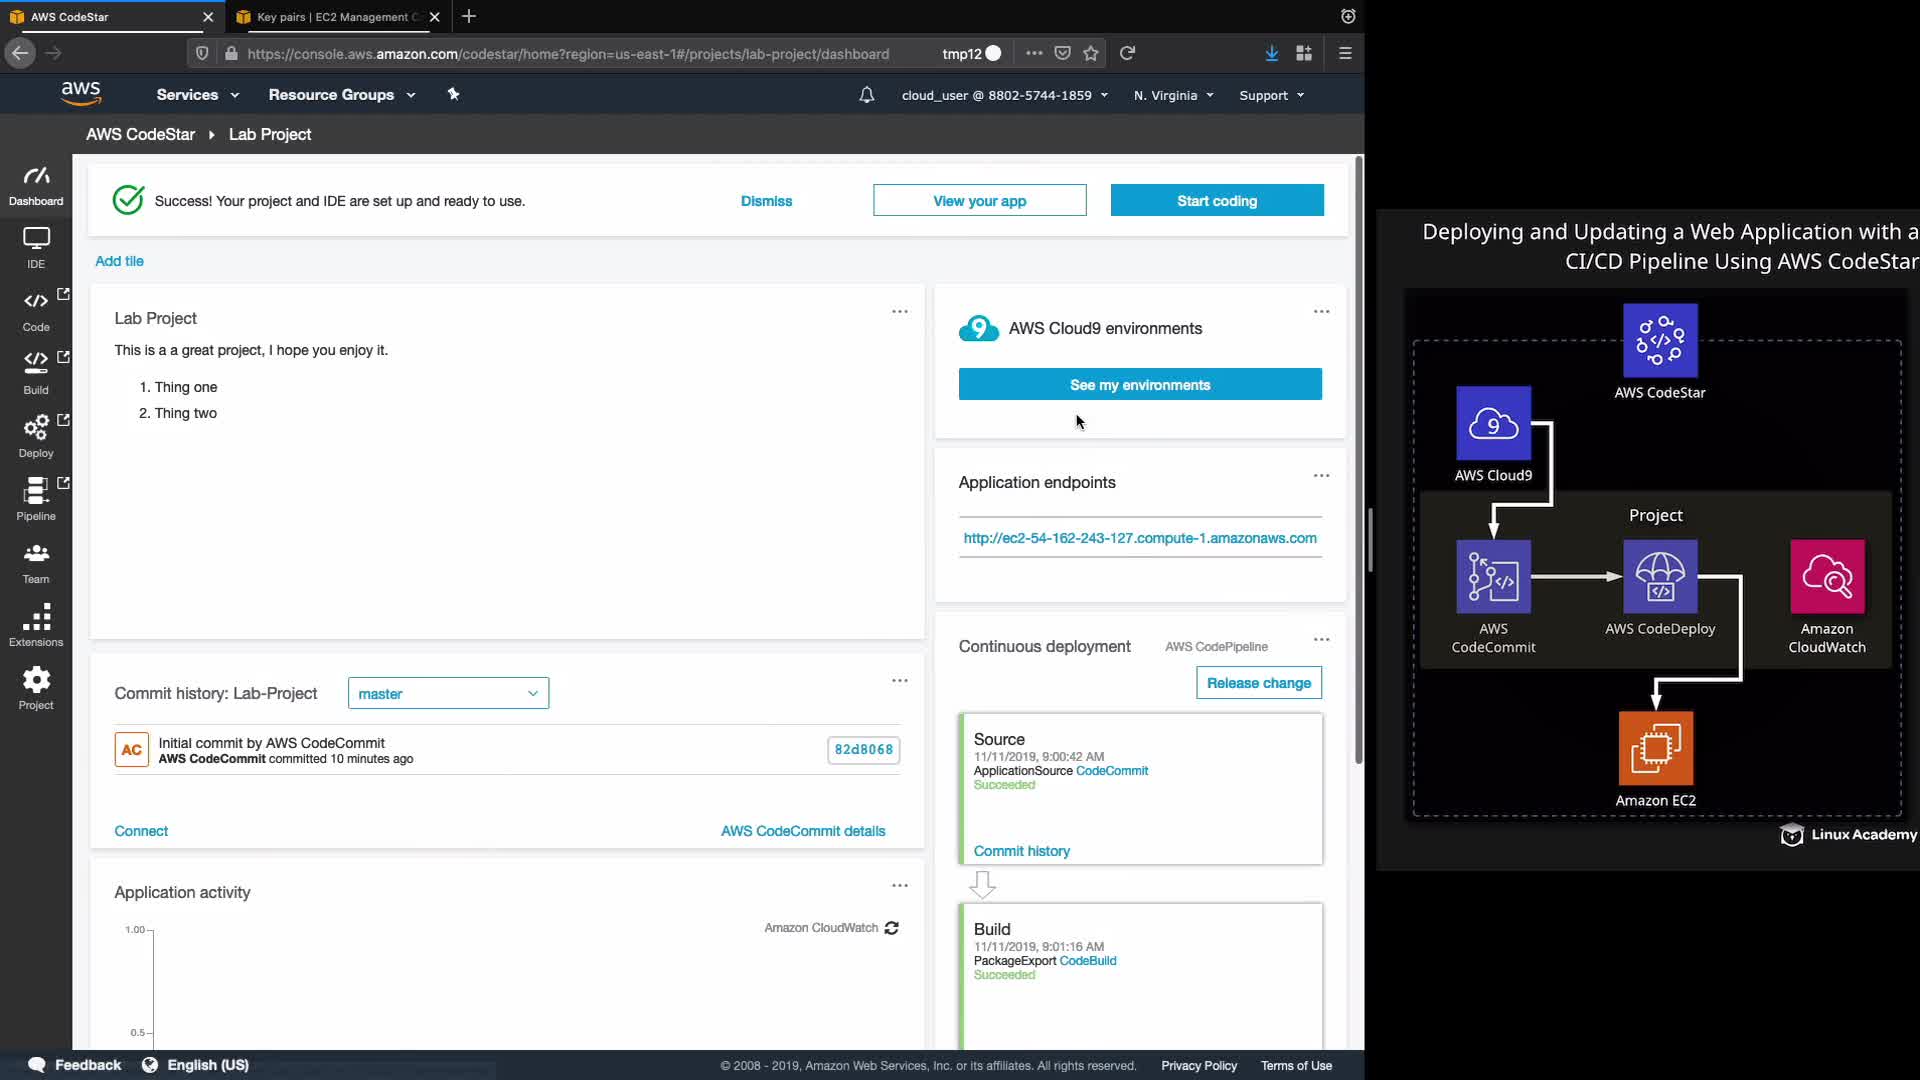 AWS CodeStar
Key pairs | EC2 Management C
https://console.aws.amazon.com/codestar/home?region=us-east-1#/projects/lab-project/dashboard
tmp12
aws
Services
Resource Groups
cloud_user @ 8802-5744-1859
N. Virginia
Support
AWS CodeStar
Lab Project
Dashboard
IDE
Code
Build
Deploy
Pipeline
Team
Extensions
Project
Success! Your project and IDE are set up and ready to use.
Dismiss
View your app
Start coding
Add tile
Lab Project
This is a a great project, I hope you enjoy it.
1. Thing one
2. Thing two
9
AWS Cloud9 environments
See my environments
Application endpoints
http://ec2-54-162-243-127.compute-1.amazonaws.com
Commit history: Lab-Project
master
AC
Initial commit by AWS CodeCommit
AWS CodeCommit committed 10 minutes ago
82d8068
Connect
AWS CodeCommit details
Continuous deployment
AWS CodePipeline
Release change
Source
11/11/2019, 9:00:42 AM
ApplicationSource CodeCommit
Succeeded
Commit history
Build
11/11/2019, 9:01:16 AM
PackageExport CodeBuild
Succeeded
Application activity
Amazon CloudWatch
1.00
0.5
Feedback
English (US)
© 2008 - 2019, Amazon Web Services, Inc. or its affiliates. All rights reserved.
Privacy Policy
Terms of Use
Deploying and Updating a Web Application with a
CI/CD Pipeline Using AWS CodeStar
AWS CodeStar
9
AWS Cloud9
Project
AWS
CodeCommit
AWS CodeDeploy
Amazon
CloudWatch
Amazon EC2
Linux Academy